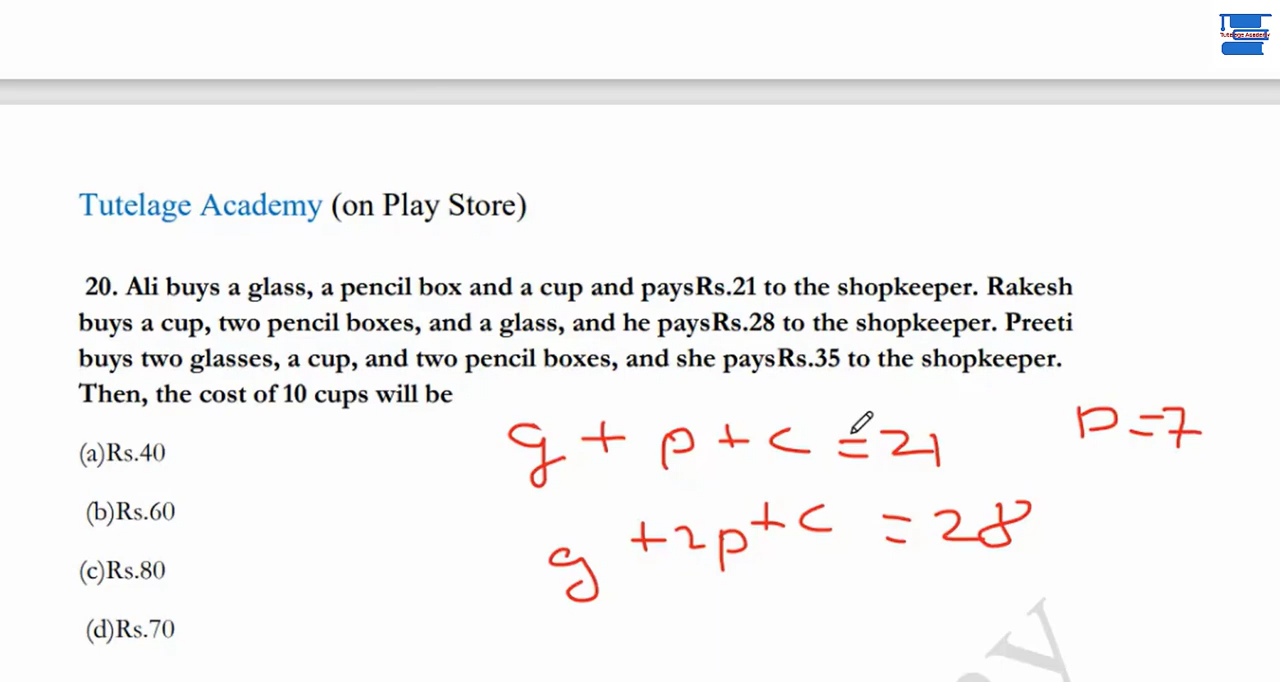 Tutelage Academy
Tutelage Academy (on Play Store)
20. Ali buys a glass, a pencil box and a cup and paysRs.21 to the shopkeeper. Rakesh
buys a cup, two pencil boxes, and a glass, and he paysRs.28 to the shopkeeper. Preeti
buys two glasses, a cup, and two pencil boxes, and she paysRs.35 to the shopkeeper.
Then, the cost of 10 cups will be
g + p + c = 21
p = 7
(a)Rs.40
(b)Rs.60
g + 2p + c = 28
(c)Rs.80
(d)Rs.70